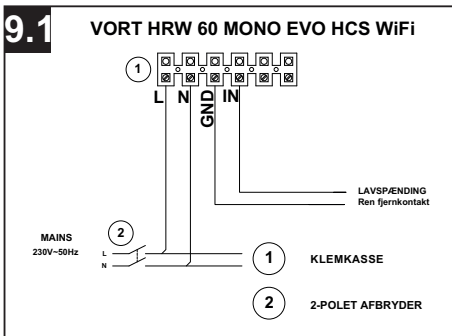 9.1 VORT HRW 60 MONO EVO HCS WiFi
1
L N GND IN
LAVSPÆNDING
Ren fjernkontakt
MAINS
230V~50Hz
2
L
N
1 KLEMKASSE
2 2-POLET AFBRYDER